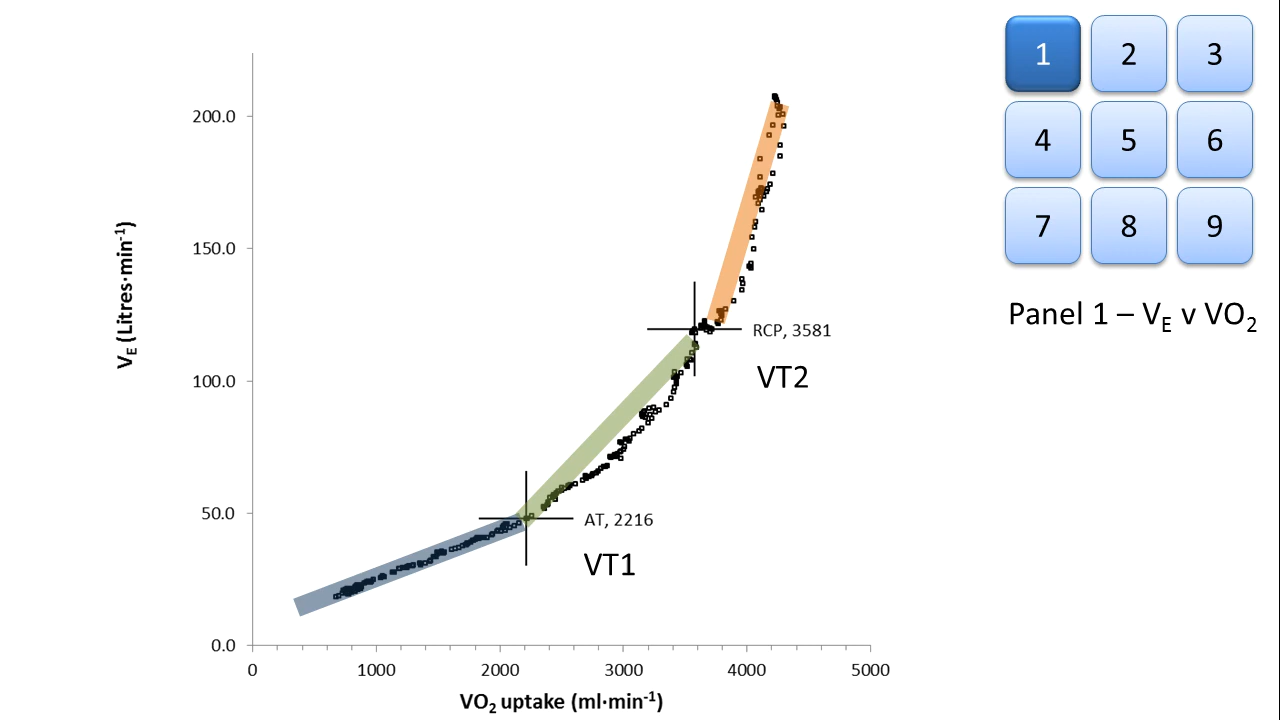 1 2 3
4 5 6
7 8 9
Panel 1 – VE v VO2
VE (Litres·min-1)
200.0
150.0
100.0
50.0
0.0
RCP, 3581
VT2
AT, 2216
VT1
0 1000 2000 3000 4000 5000
VO2 uptake (ml·min-1)